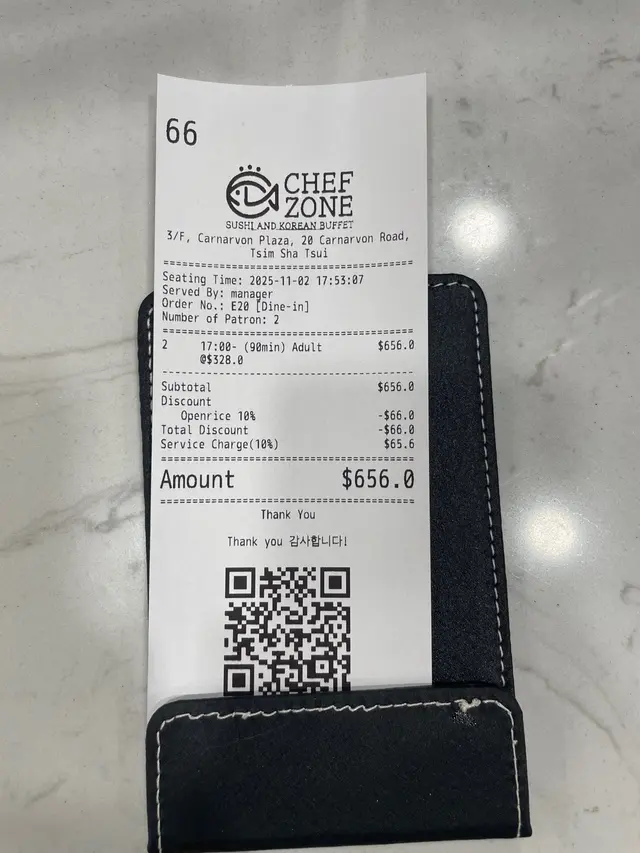 66
CHEF
ZONE
SUSHI AND KOREAN BUFFET
3/F, Carnarvon Plaza, 20 Carnarvon Road,
Tsim Sha Tsui
Seating Time: 2025-11-02 17:53:07
Served By: manager
Order No.: E20 [Dine-in]
Number of Patron: 2
2 17:00- (90min) Adult $656.0
@$328.0
Subtotal $656.0
Discount
Openrice 10% -$66.0
Total Discount -$66.0
Service Charge(10%) $65.6
Amount $656.0
Thank You
Thank you 감사합니다!